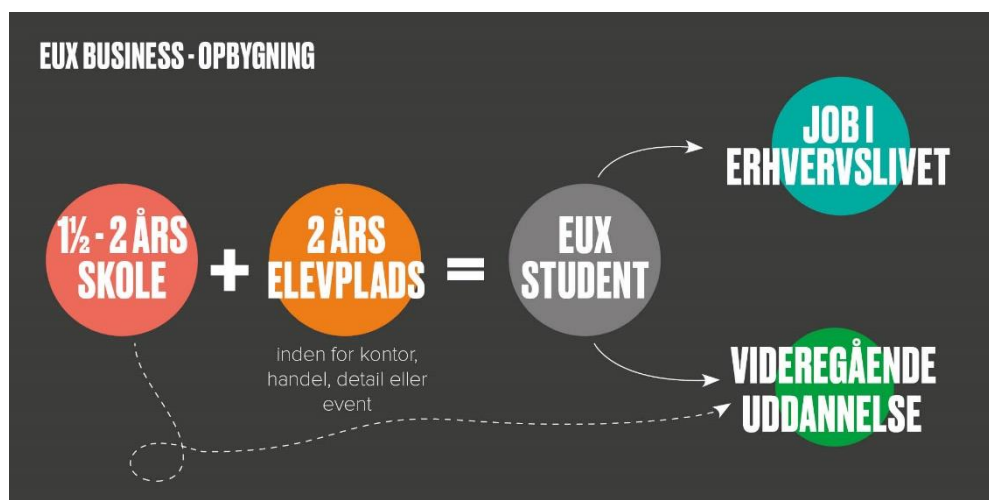 EUX BUSINESS - OPBYGNING
1½ - 2 ÅRS
SKOLE
+
2 ÅRS
ELEVPLADS
inden for kontor,
handel, detail eller
event
=
EUX
STUDENT
JOB I
ERHVERVSLIVET
VIDEREGÅENDE
UDDANNELSE